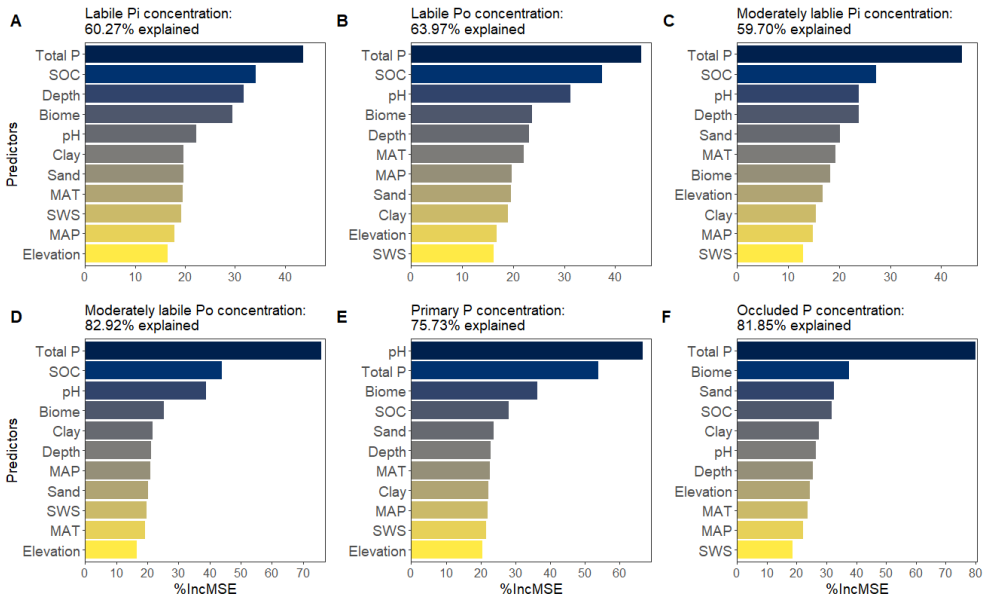 A
Labile Pi concentration:
60.27% explained
Predictors
Total P
SOC
Depth
Biome
pH
Clay
Sand
MAT
SWS
MAP
Elevation
0 10 20 30 40
B
Labile Po concentration:
63.97% explained
Total P
SOC
pH
Biome
Depth
MAT
MAP
Sand
Clay
Elevation
SWS
0 10 20 30 40
C
Moderately lablie Pi concentration:
59.70% explained
Total P
SOC
pH
Depth
Sand
MAT
Biome
Elevation
Clay
MAP
SWS
0 10 20 30 40
D
Moderately labile Po concentration:
82.92% explained
Predictors
Total P
SOC
pH
Biome
Clay
Depth
MAP
Sand
SWS
MAT
Elevation
0 10 20 30 40 50 60 70
%IncMSE
E
Primary P concentration:
75.73% explained
pH
Total P
Biome
SOC
Sand
Depth
MAT
Clay
MAP
SWS
Elevation
0 10 20 30 40 50 60
%IncMSE
F
Occluded P concentration:
81.85% explained
Total P
Biome
Sand
SOC
Clay
pH
Depth
Elevation
MAT
MAP
SWS
0 10 20 30 40 50 60 70 80
%IncMSE